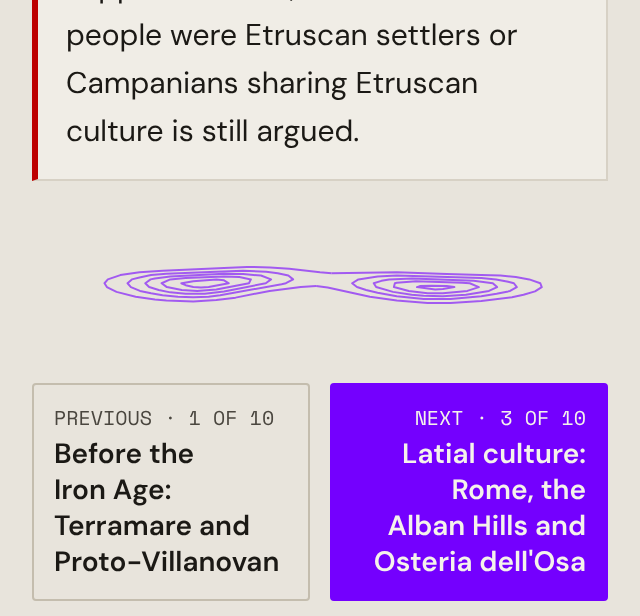 people were Etruscan settlers or
Campanians sharing Etruscan
culture is still argued.
PREVIOUS · 1 OF 10
Before the
Iron Age:
Terramare and
Proto-Villanovan
NEXT · 3 OF 10
Latial culture:
Rome, the
Alban Hills and
Osteria dell'Osa